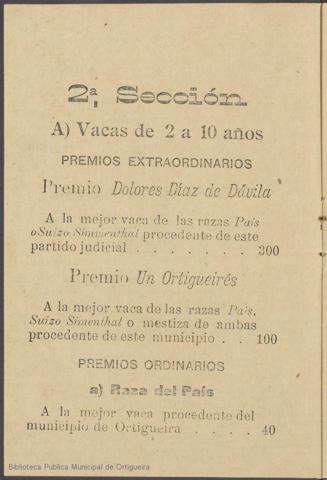 2ª, Sección
A) Vacas de 2 a 10 años
PREMIOS EXTRAORDINARIOS
Premio Dolores Díaz de Dávila
A la mejor vaca de las razas País
o Suizo Simmenthal procedente de este
partido judicial . . . . . . . 300
Premio Un Ortigueirés
A la mejor vaca de las razas País,
Suizo Simenthal o mestiza de ambas
procedente de este municipio . . 100
PREMIOS ORDINARIOS
a) Raza del País
A la mejor vaca procedente del
municipio de Ortigueira . . . . 40
Biblioteca Pública Municipal de Ortigueira